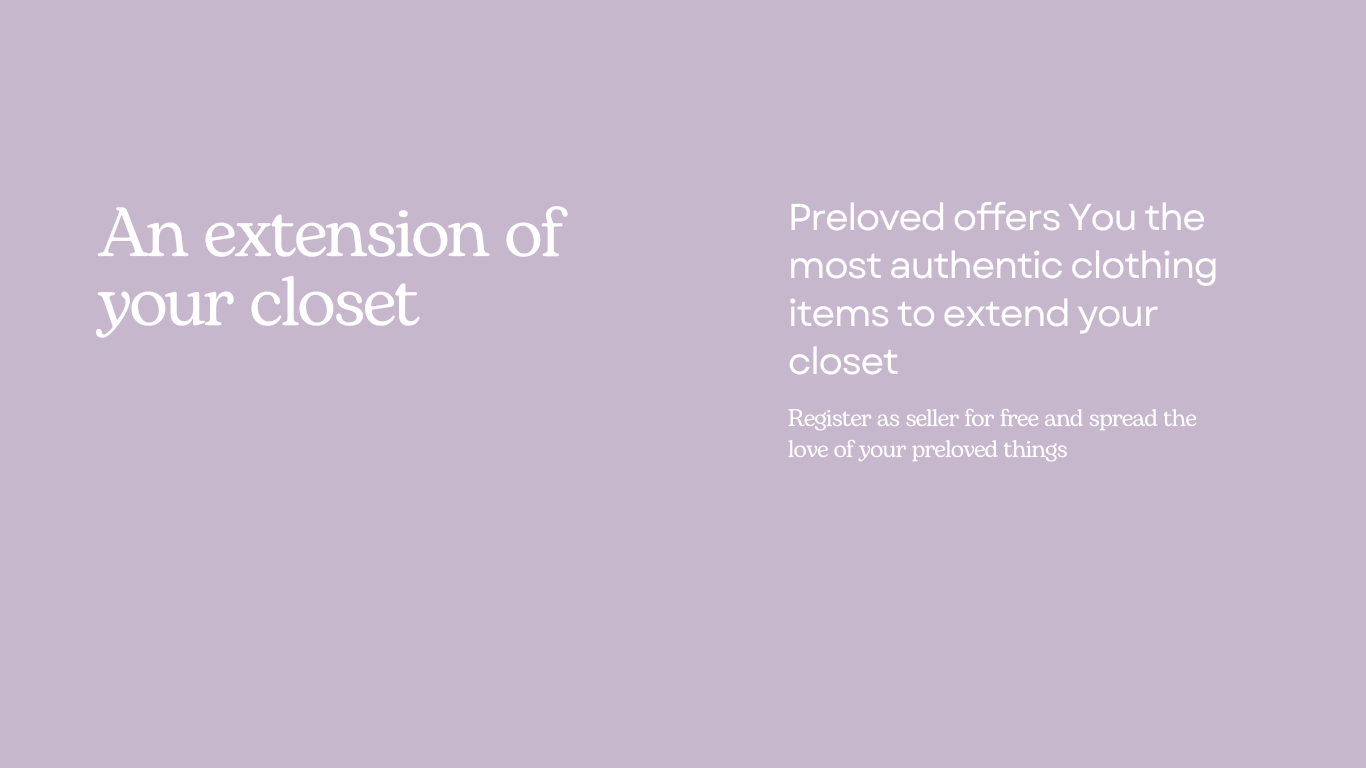 An extension of
your closet
Preloved offers You the
most authentic clothing
items to extend your
closet
Register as seller for free and spread the
love of your preloved things